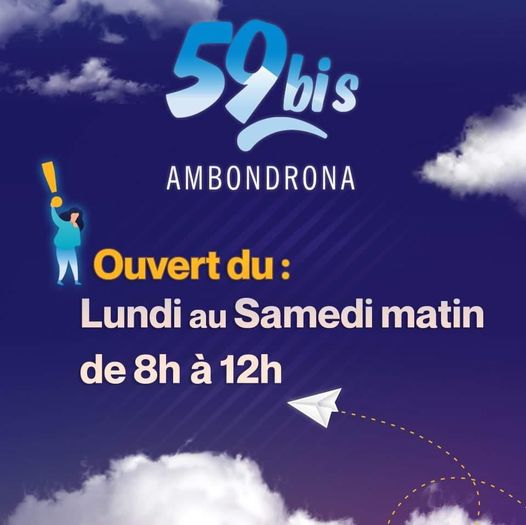 59bis
AMBONDRONA
Ouvert du :
Lundi au Samedi matin
de 8h à 12h